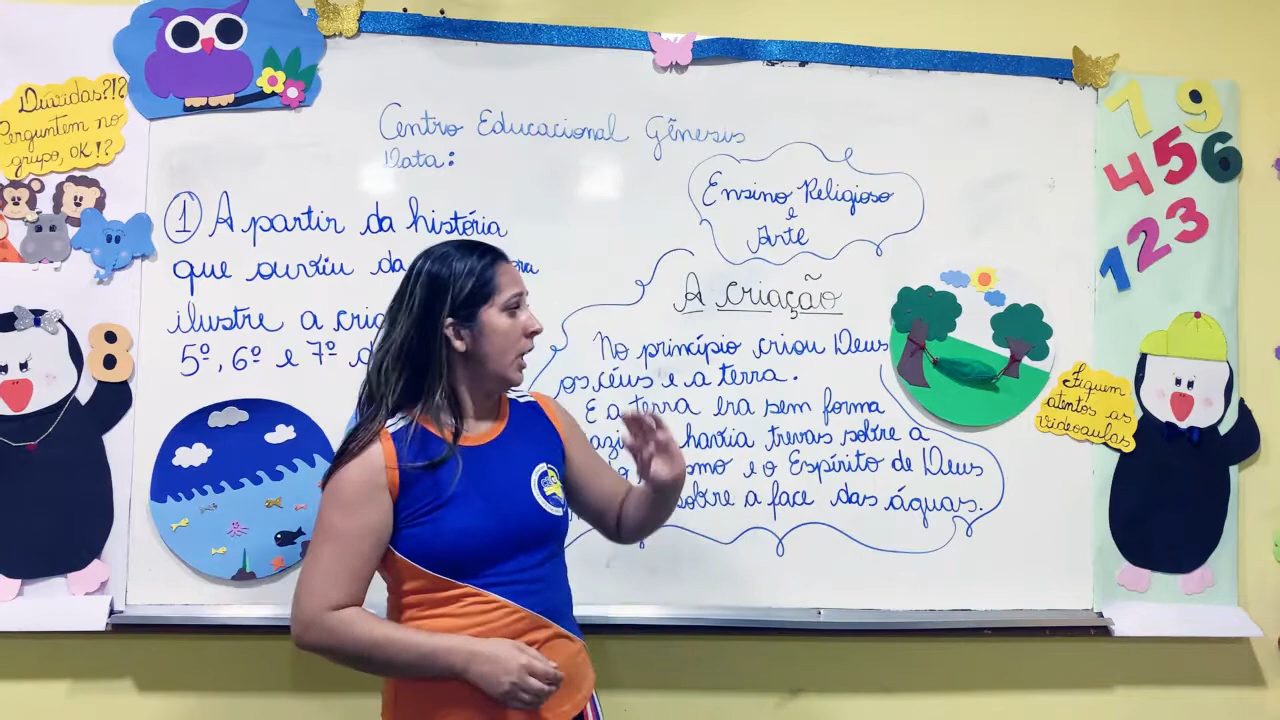 Dúvidas?!?
Perguntem no
grupo, OK!?
Centro Educacional Gênesis
Data:
Ensino Religioso
e
Arte
① A partir da história
que ouviu da
ilustre a
5º, 6º e 7º
A criação
No princípio criou Deus
os céus e a terra.
E a terra era sem forma
havia trevas sobre a
e o Espírito de Deus
sobre a face das águas.
7 9
4 5 6
1 2 3
8
Fiquem
atentos as
videoaulas